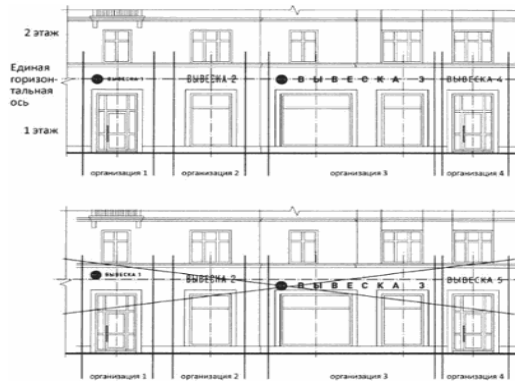 2 этаж
Единая
горизон-
тальная
ось
ВЫВЕСКА 1 ВЫВЕСКА 2 ВЫВЕСКА 3 ВЫВЕСКА 4
1 этаж
организация 1 организация 2 организация 3 организация 4
ВЫВЕСКА 1 ВЫВЕСКА 2 ВЫВЕСКА 3 ВЫВЕСКА 5
организация 1 организация 2 организация 3 организация 4